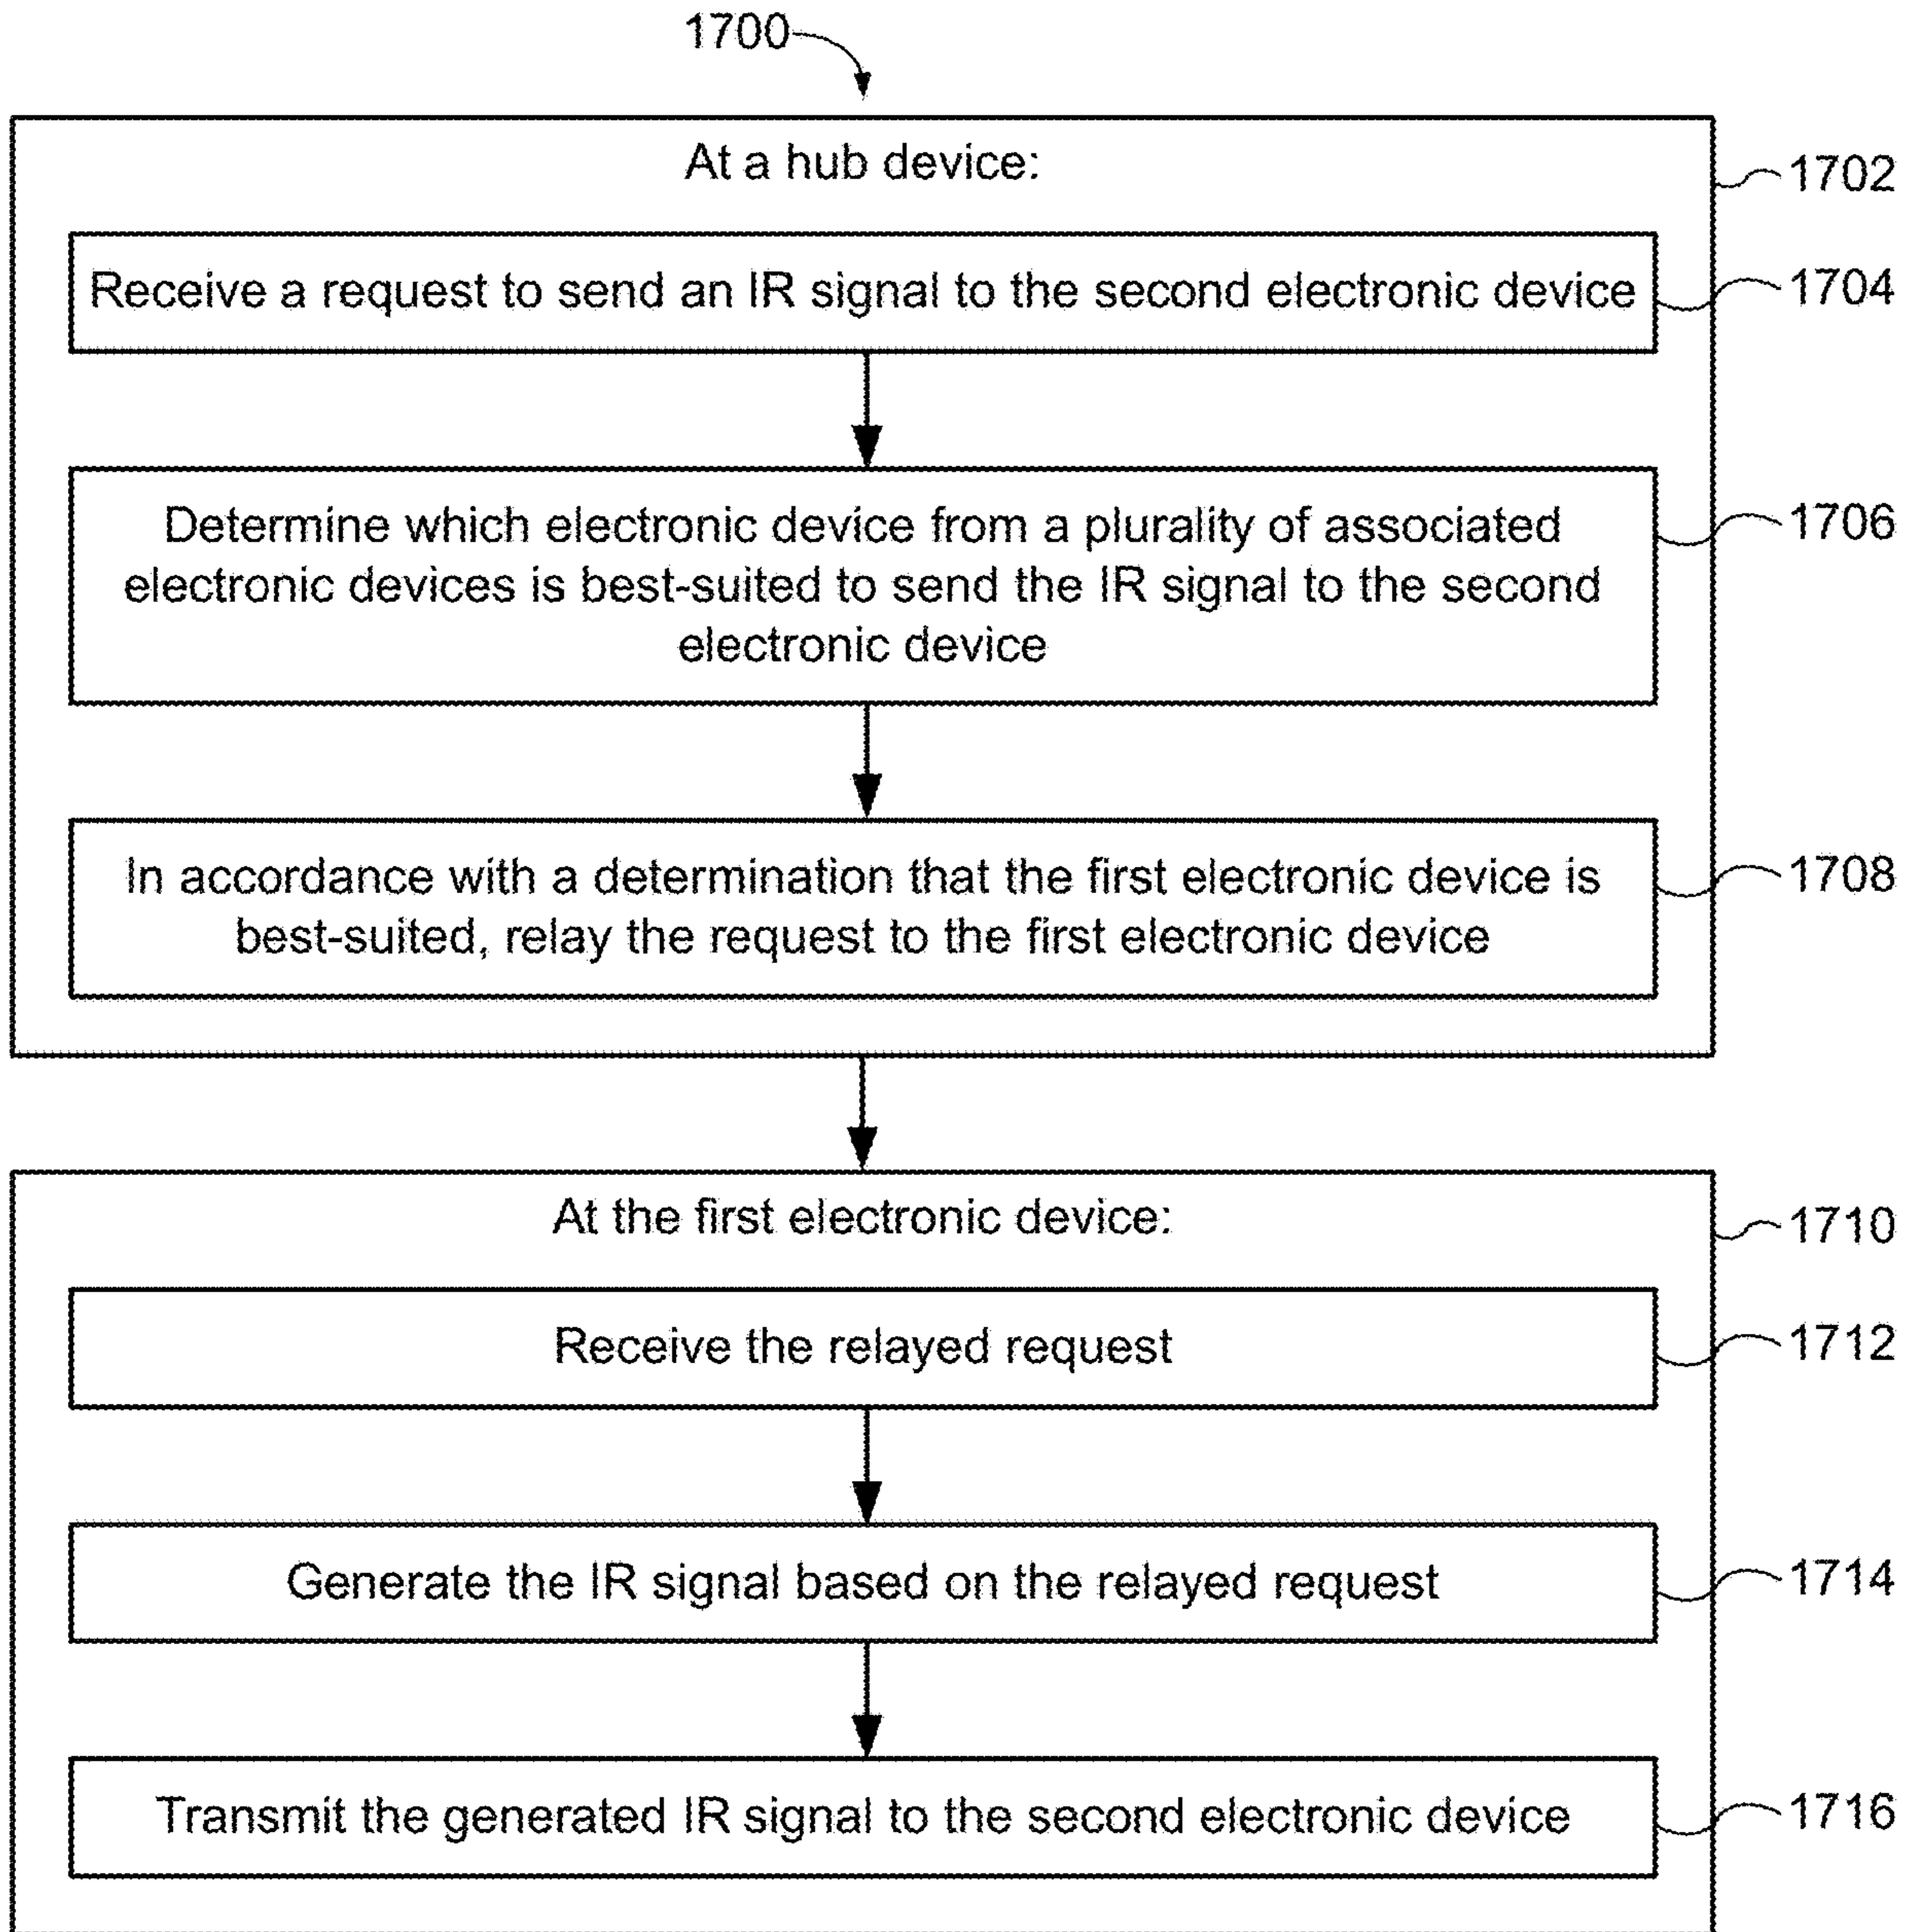 1700
At a hub device:
1702
Receive a request to send an IR signal to the second electronic device
1704
Determine which electronic device from a plurality of associated
electronic devices is best-suited to send the IR signal to the second
electronic device
1706
In accordance with a determination that the first electronic device is
best-suited, relay the request to the first electronic device
1708
At the first electronic device:
1710
Receive the relayed request
1712
Generate the IR signal based on the relayed request
1714
Transmit the generated IR signal to the second electronic device
1716